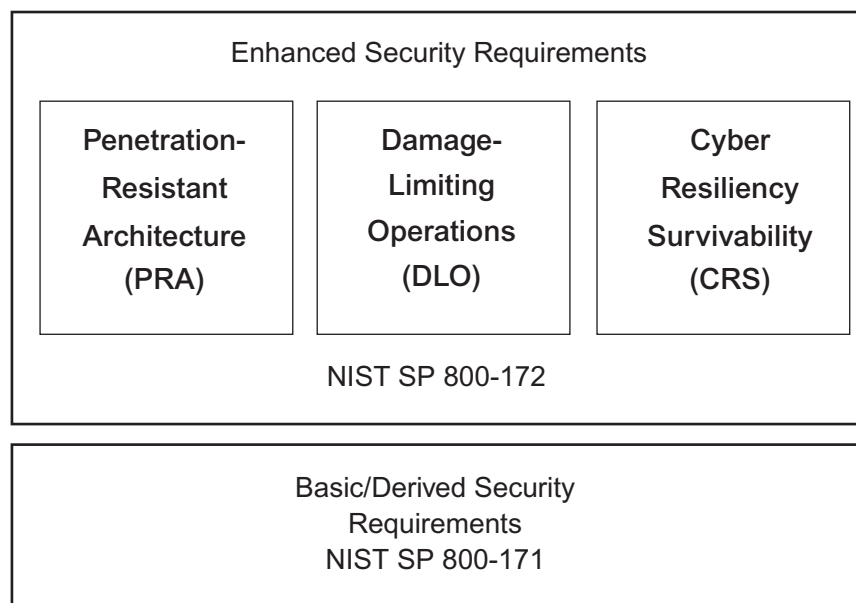 Enhanced Security Requirements
Penetration-
Resistant
Architecture
(PRA)
Damage-
Limiting
Operations
(DLO)
Cyber
Resiliency
Survivability
(CRS)
NIST SP 800-172
Basic/Derived Security
Requirements
NIST SP 800-171